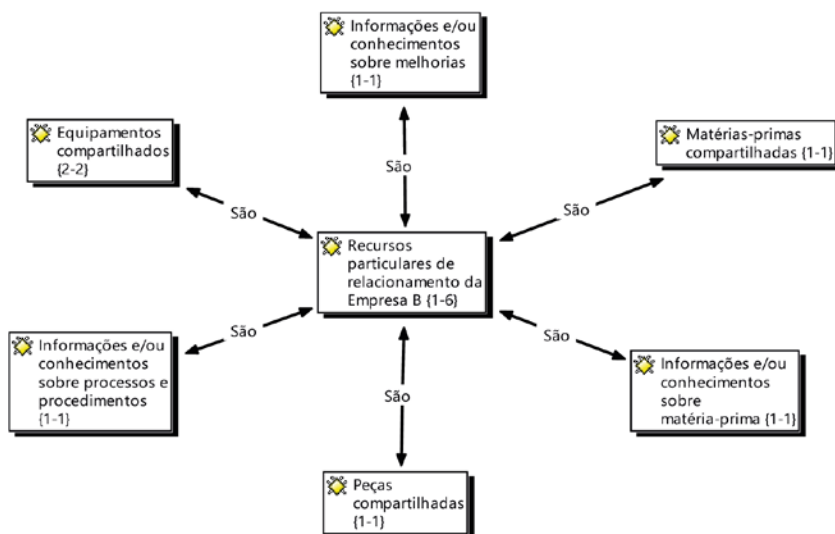 Informações e/ou
conhecimentos
sobre melhorias
{1-1}
Equipamentos
compartilhados
{2-2}
Matérias-primas
compartilhadas {1-1}
São
São
São
Recursos
particulares de
relacionamento da
Empresa B {1-6}
São
São
São
Informações e/ou
conhecimentos
sobre processos e
procedimentos
{1-1}
Informações e/ou
conhecimentos
sobre
matéria-prima {1-1}
Peças
compartilhadas
{1-1}